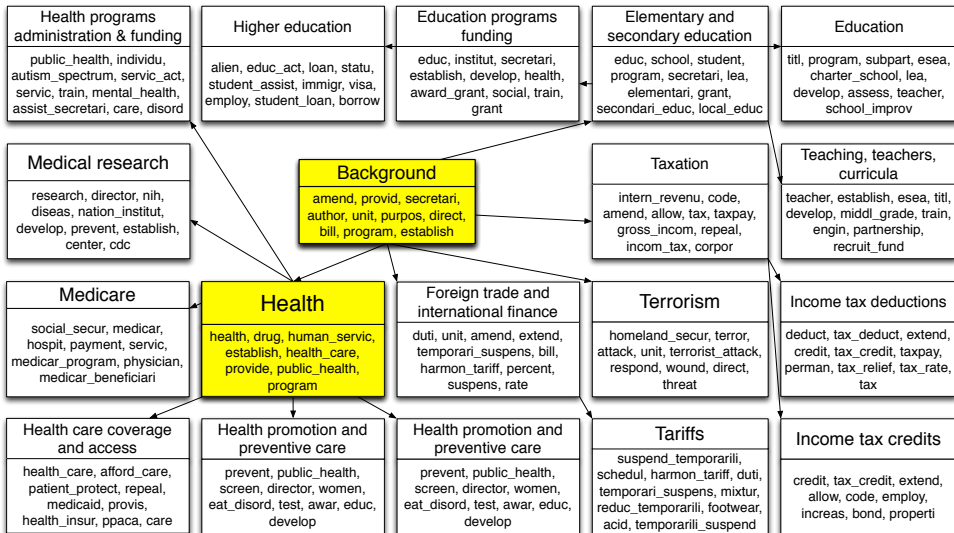 Health programs
administration & funding
public_health, individu,
autism_spectrum, servic_act,
servic, train, mental_health,
assist_secretari, care, disord
Higher education
alien, educ_act, loan, statu,
student_assist, immigr, visa,
employ, student_loan, borrow
Education programs
funding
educ, institut, secretari,
establish, develop, health,
award_grant, social, train,
grant
Elementary and
secondary education
educ, school, student,
program, secretari, lea,
elementari, grant,
secondari_educ, local_educ
Education
titl, program, subpart, esea,
charter_school, lea,
develop, assess, teacher,
school_improv
Medical research
research, director, nih,
diseas, nation_institut,
develop, prevent, establish,
center, cdc
Background
amend, provid, secretari,
author, unit, purpos, direct,
bill, program, establish
Taxation
intern_revenu, code,
amend, allow, tax, taxpay,
gross_incom, repeal,
incom_tax, corpor
Teaching, teachers,
curricula
teacher, establish, esea, titl,
develop, middl_grade, train,
engin, partnership,
recruit_fund
Medicare
social_secur, medicar,
hospit, payment, servic,
medicar_program, physician,
medicar_beneficiari
Health
health, drug, human_servic,
establish, health_care,
provide, public_health,
program
Foreign trade and
international finance
duti, unit, amend, extend,
temporari_suspens, bill,
harmon_tariff, percent,
suspens, rate
Terrorism
homeland_secur, terror,
attack, unit, terrorist_attack,
respond, wound, direct,
threat
Income tax deductions
deduct, tax_deduct, extend,
credit, tax_credit, taxpay,
perman, tax_relief, tax_rate,
tax
Health care coverage
and access
health_care, afford_care,
patient_protect, repeal,
medicaid, provis,
health_insur, ppaca, care
Health promotion and
preventive care
prevent, public_health,
screen, director, women,
eat_disord, test, awar, educ,
develop
Health promotion and
preventive care
prevent, public_health,
screen, director, women,
eat_disord, test, awar, educ,
develop
Tariffs
suspend_temporarili,
schedul, harmon_tariff, duti,
temporari_suspens, mixtur,
reduc_temporarili, footwear,
acid, temporarili_suspend
Income tax credits
credit, tax_credit, extend,
allow, code, employ,
increas, bond, properti